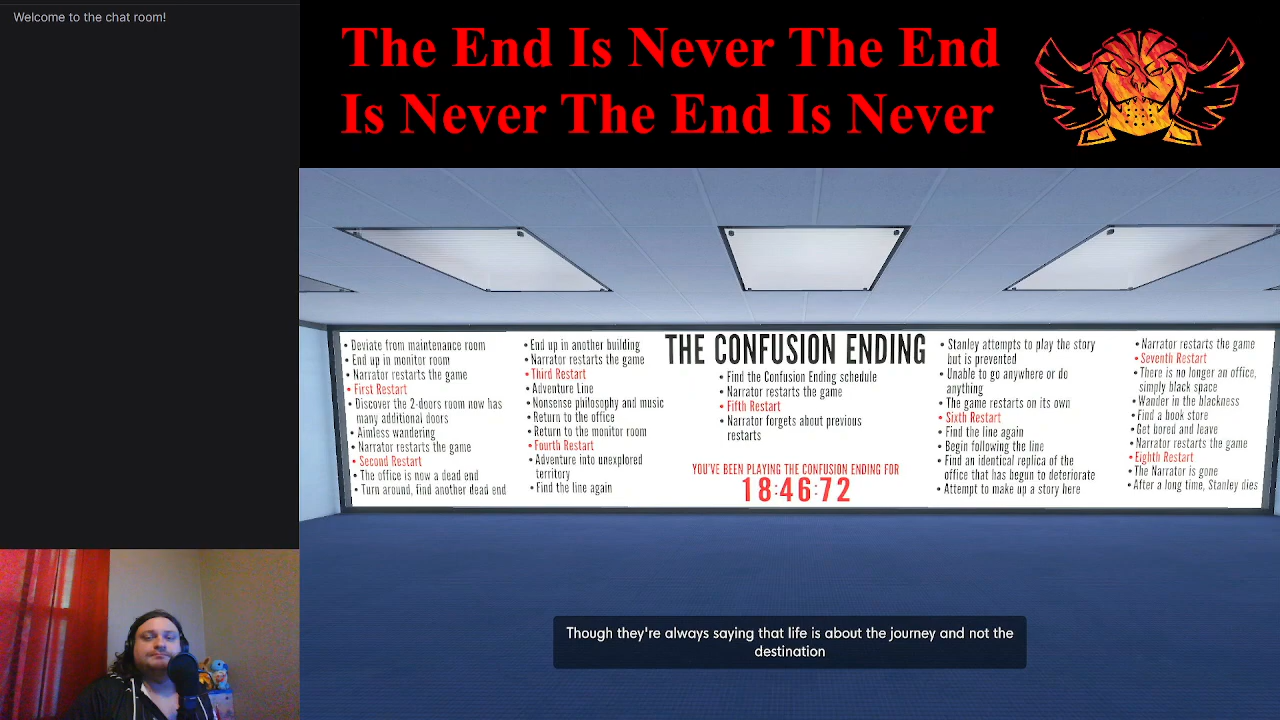 Welcome to the chat room!
The End Is Never The End
Is Never The End Is Never
• Deviate from maintenance room
• End up in monitor room
• Narrator restarts the game
• First Restart
• Discover the 2-doors room now has
many additional doors
• Aimless wandering
• Narrator restarts the game
• Second Restart
• The office is now a dead end
• Turn around, find another dead end
• End up in another building
• Narrator restarts the game
• Third Restart
• Adventure Line
• Nonsense philosophy and music
• Return to the office
• Return to the monitor room
• Fourth Restart
• Adventure into unexplored
territory
• Find the line again
THE CONFUSION ENDING
• Find the Confusion Ending schedule
• Narrator restarts the game
• Fifth Restart
• Narrator forgets about previous
restarts
YOU'VE BEEN PLAYING THE CONFUSION ENDING FOR
18:46:72
• Stanley attempts to play the story
but is prevented
• Unable to go anywhere or do
anything
• The game restarts on its own
• Sixth Restart
• Find the line again
• Begin following the line
• Find an identical replica of the
office that has begun to deteriorate
• Attempt to make up a story here
• Narrator restarts the game
• Seventh Restart
• There is no longer an office,
simply black space
• Wander in the blackness
• Find a book store
• Get bored and leave
• Narrator restarts the game
• Eighth Restart
• The Narrator is gone
• After a long time, Stanley dies
Though they're always saying that life is about the journey and not the
destination